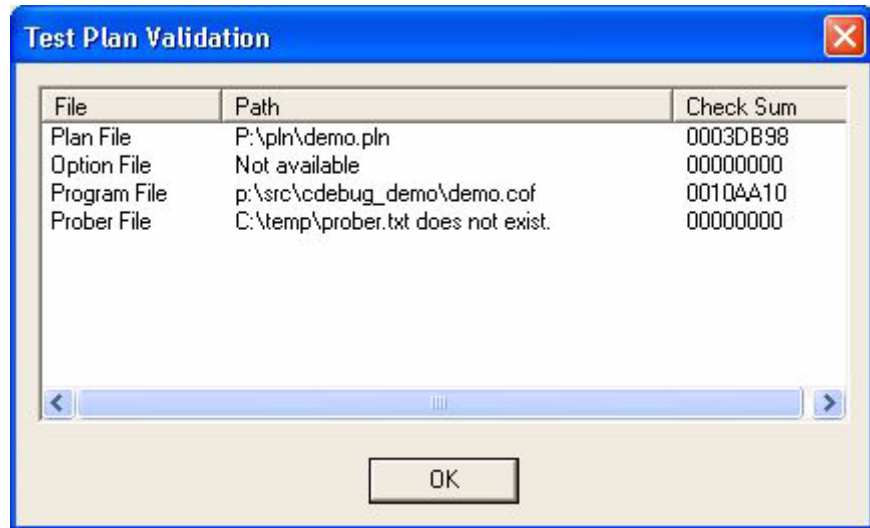 Test Plan Validation
File Path Check Sum
Plan File P:\pln\demo.pln 0003DB98
Option File Not available 00000000
Program File p:\src\cdebug_demo\demo.cof 0010AA10
Prober File C:\temp\prober.txt does not exist. 00000000
OK